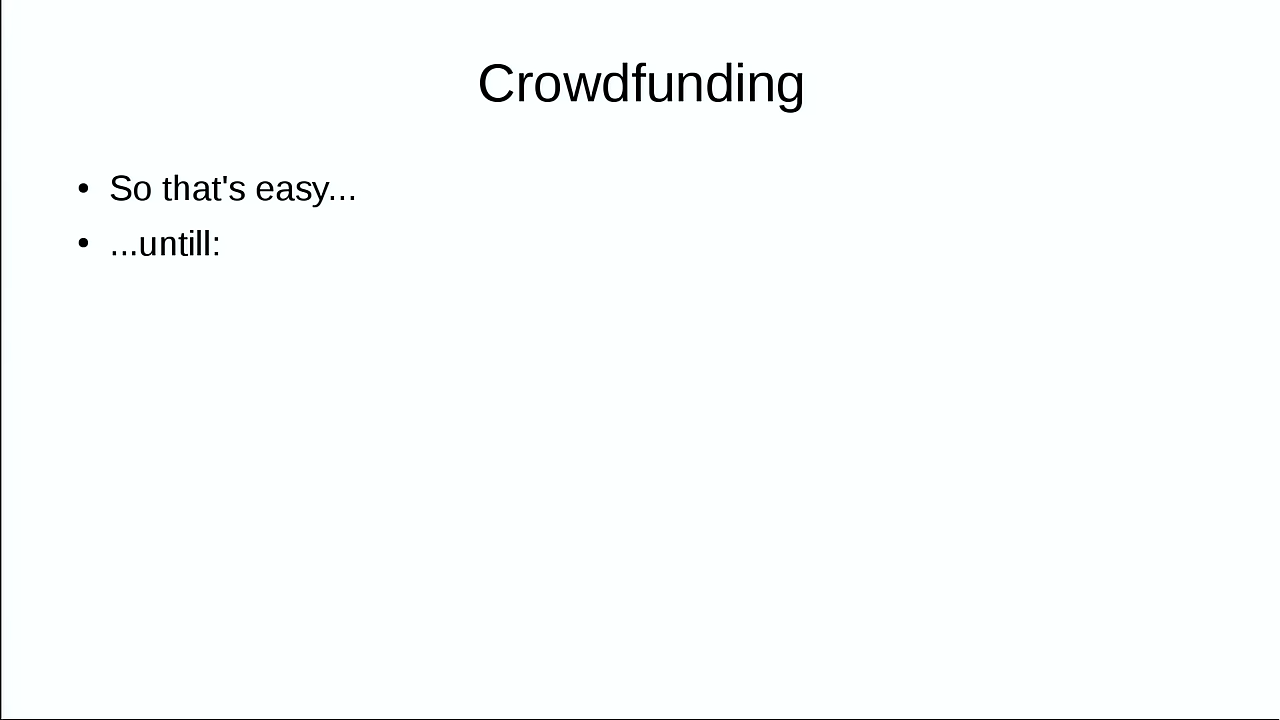 Crowdfunding
• So that's easy...
• ...untill: